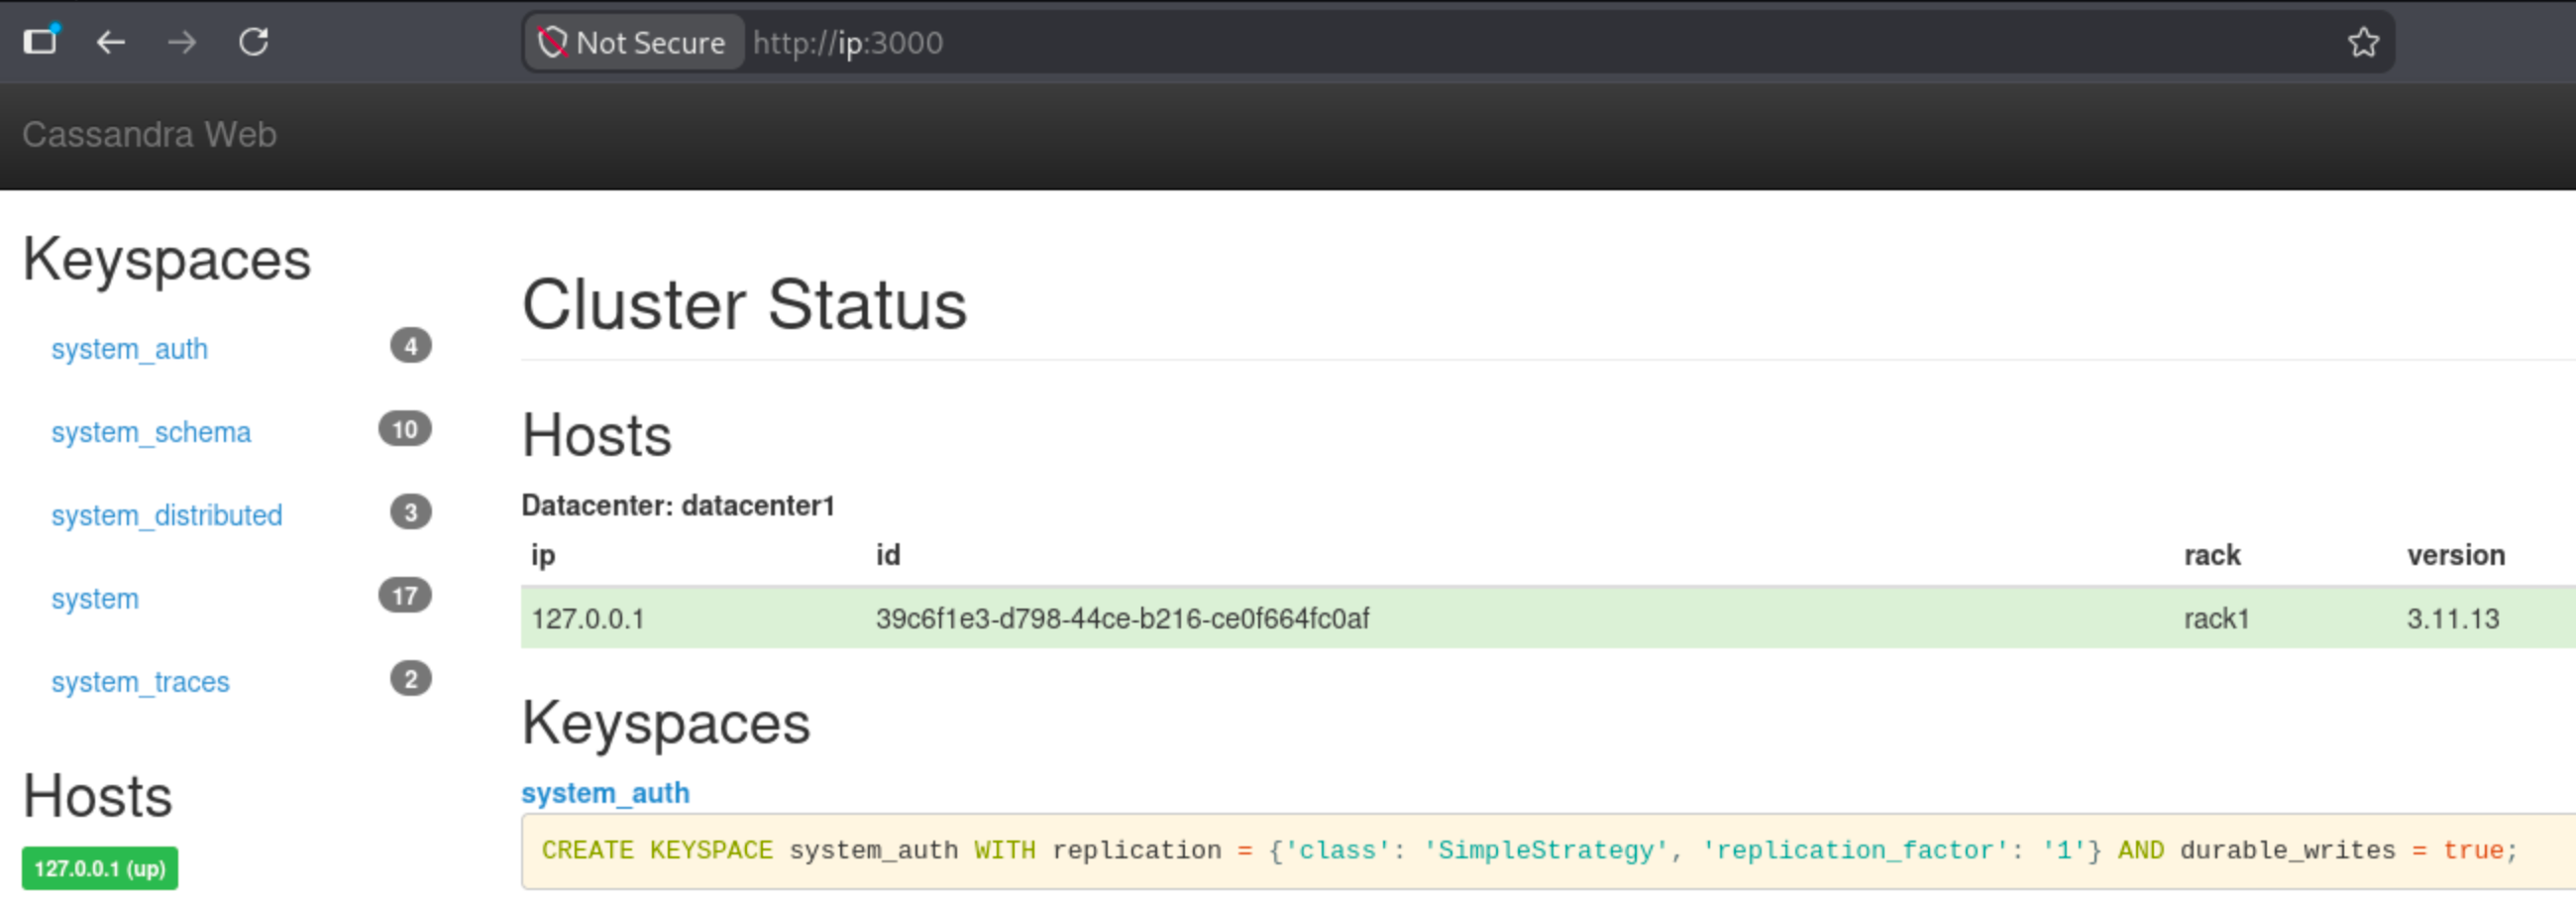 Not Secure http://ip:3000
Cassandra Web
Keyspaces
system_auth 4
system_schema 10
system_distributed 3
system 17
system_traces 2
Hosts
127.0.0.1 (up)
Cluster Status
Hosts
Datacenter: datacenter1
ip id rack version
127.0.0.1 39c6f1e3-d798-44ce-b216-ce0f664fc0af rack1 3.11.13
Keyspaces
system_auth
CREATE KEYSPACE system_auth WITH replication = {'class': 'SimpleStrategy', 'replication_factor': '1'} AND durable_writes = true;